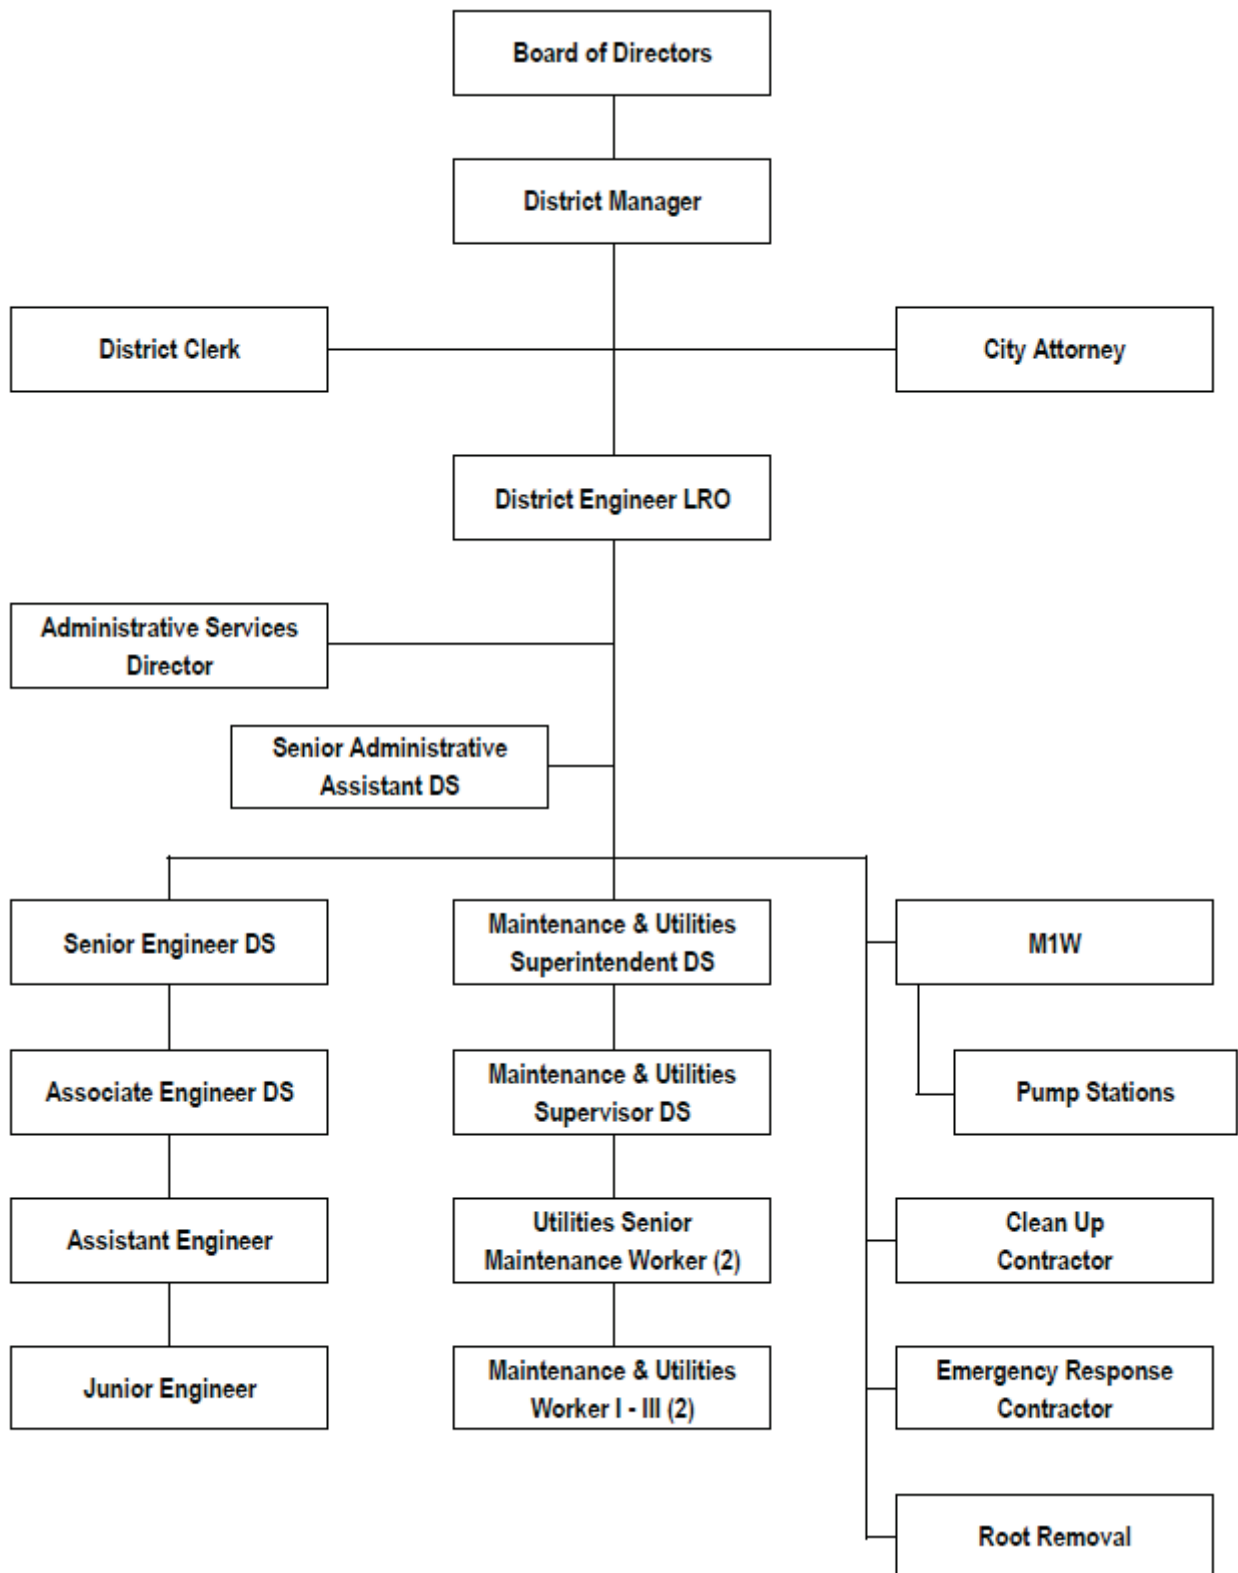 Board of Directors
District Manager
District Clerk
City Attorney
District Engineer LRO
Administrative Services
Director
Senior Administrative
Assistant DS
Senior Engineer DS
Maintenance & Utilities
Superintendent DS
M1W
Associate Engineer DS
Maintenance & Utilities
Supervisor DS
Pump Stations
Assistant Engineer
Utilities Senior
Maintenance Worker (2)
Clean Up
Contractor
Junior Engineer
Maintenance & Utilities
Worker I - III (2)
Emergency Response
Contractor
Root Removal